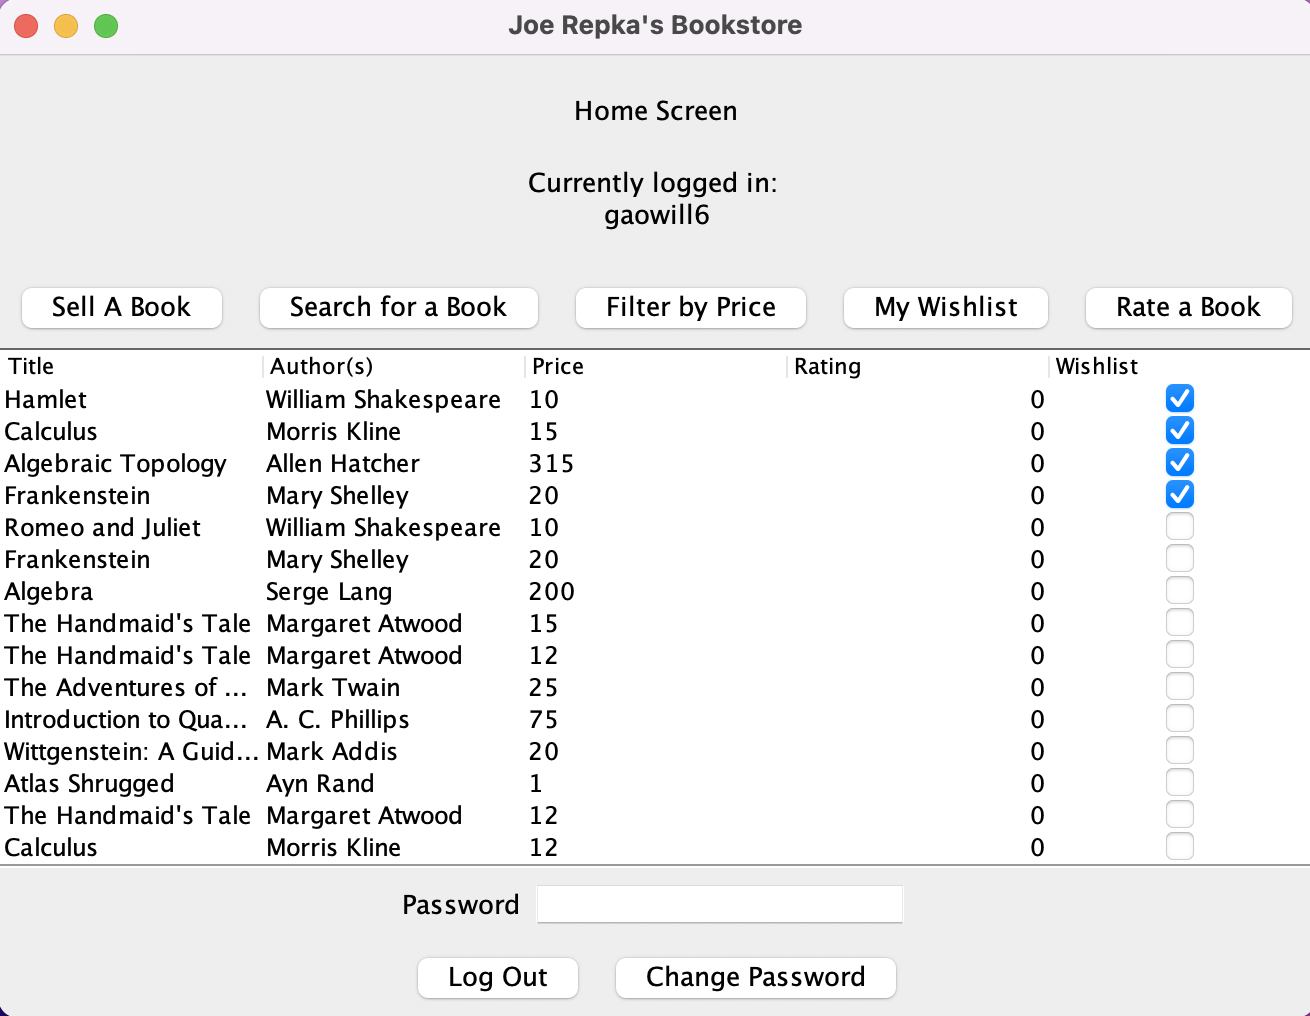 Joe Repka's Bookstore
Home Screen
Currently logged in:
gaowill6
Sell A Book Search for a Book Filter by Price My Wishlist Rate a Book
Title Author(s) Price Rating Wishlist
Hamlet William Shakespeare 10 0
Calculus Morris Kline 15 0
Algebraic Topology Allen Hatcher 315 0
Frankenstein Mary Shelley 20 0
Romeo and Juliet William Shakespeare 10 0
Frankenstein Mary Shelley 20 0
Algebra Serge Lang 200 0
The Handmaid's Tale Margaret Atwood 15 0
The Handmaid's Tale Margaret Atwood 12 0
The Adventures of ... Mark Twain 25 0
Introduction to Qua... A. C. Phillips 75 0
Wittgenstein: A Guid... Mark Addis 20 0
Atlas Shrugged Ayn Rand 1 0
The Handmaid's Tale Margaret Atwood 12 0
Calculus Morris Kline 12 0
Password
Log Out Change Password